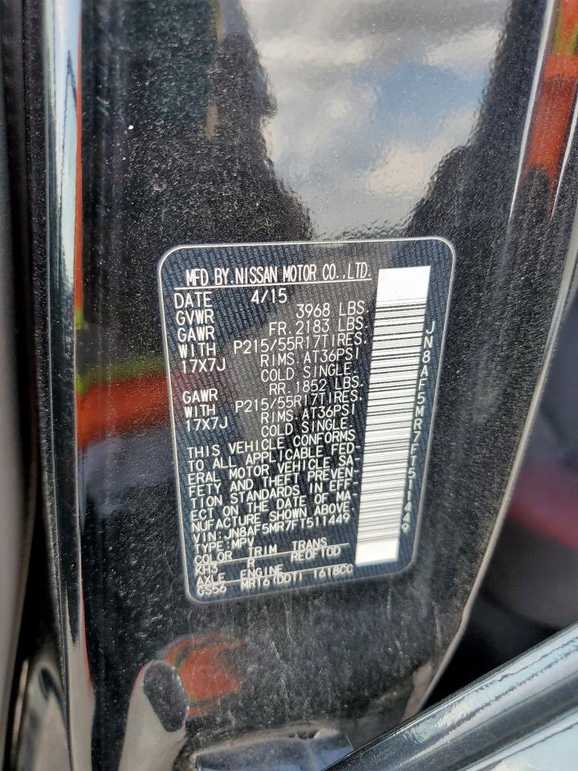 MFD BY.NISSAN MOTOR CO.,LTD.
DATE 4/15
GVWR 3968 LBS.
GAWR FR. 2183 LBS.
WITH P215/55R17TIRES.
17X7J RIMS. AT36PSI
COLD SINGLE.
GAWR RR. 1852 LBS.
WITH P215/55R17TIRES.
17X7J RIMS. AT36PSI
COLD SINGLE.
THIS VEHICLE CONFORMS
TO ALL APPLICABLE FED-
ERAL MOTOR VEHICLE SA-
FETY AND THEFT PREVEN-
TION STANDARDS IN EFF-
ECT ON THE DATE OF MA-
NUFACTURE SHOWN ABOVE.
VIN: JN8AF5MR7FT511449
TYPE: MPV
COLOR TRIM TRANS
KH3 R RE0F10D
AXLE ENGINE
GS56 MR16(DDT) 1618CC
JN8AF5MR7FT511449